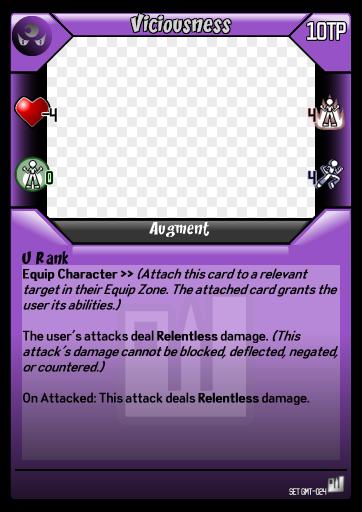 Viciousness
10TP
-4
4
0
4
Augment
U Rank
Equip Character >> (Attach this card to a relevant
target in their Equip Zone. The attached card grants the
user its abilities.)
The user's attacks deal Relentless damage. (This
attack's damage cannot be blocked, deflected, negated,
or countered.)
On Attacked: This attack deals Relentless damage.
SET GMT-024